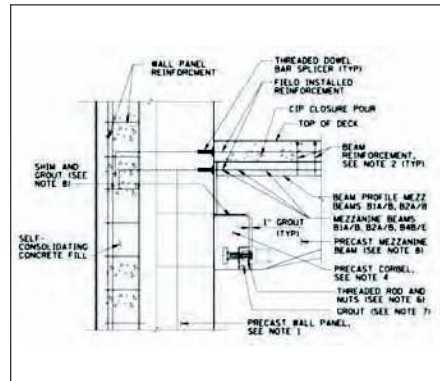 WALL PANEL
REINFORCMENT
THREADED DOWEL
BAR SPLICER (TYP)
FIELD INSTALLED
REINFORCEMENT
CIP CLOSURE POUR
TOP OF DECK
BEAM
REINFORCEMENT,
SEE NOTE 2 (TYP)
SHIM AND
GROUT (SEE
NOTE 8)
BEAM PROFILE MEZZ
BEAMS B1A/B, B2A/B
1" GROUT
(TYP)
MEZZANINE BEAMS
B1A/B, B2A/B, B4B/E
SELF-
CONSOLIDATING
CONCRETE FILL
PRECAST MEZZANINE
BEAM (SEE NOTE 8)
PRECAST CORBEL,
SEE NOTE 4
THREADED ROD AND
NUTS (SEE NOTE 6)
GROUT (SEE NOTE 7)
PRECAST WALL PANEL,
SEE NOTE 1